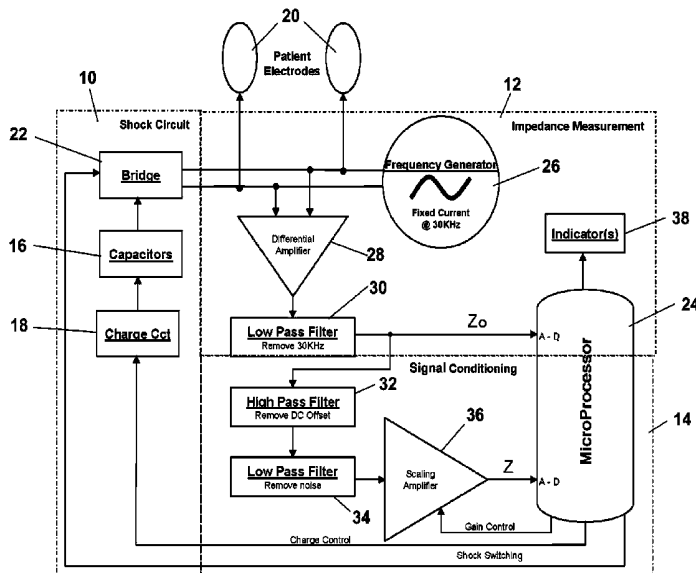 20
Patient
Electrodes
10
12
Shock Circuit
Impedance Measurement
22
Bridge
Frequency Generator
26
Fixed Current
@ 30KHz
16
Capacitors
Differential
Amplifier
28
Indicator(s)
38
18
Charge Cct
30
Low Pass Filter
Remove 30KHz
Zo
A - D
24
MicroProcessor
Signal Conditioning
32
High Pass Filter
Remove DC Offset
36
14
Low Pass Filter
Remove noise
34
Scaling
Amplifier
Z
A - D
Gain Control
Charge Control
Shock Switching